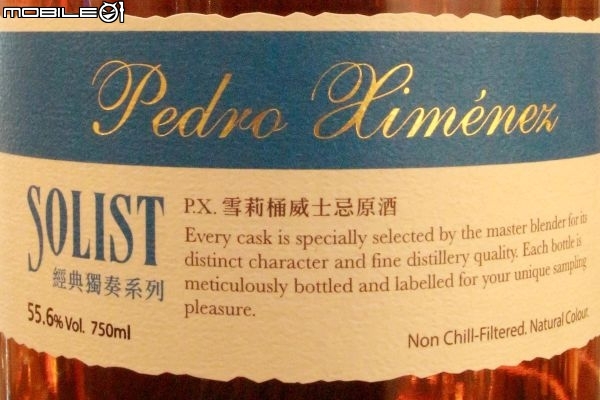 MOBILE01
Pedro Ximénez
SOLIST
經典獨奏系列
55.6% Vol. 750ml
P.X. 雪莉桶威士忌原酒
Every cask is specially selected by the master blender for its
distinct character and fine distillery quality. Each bottle is
meticulously bottled and labelled for your unique sampling
pleasure.
Non Chill-Filtered. Natural Colour.